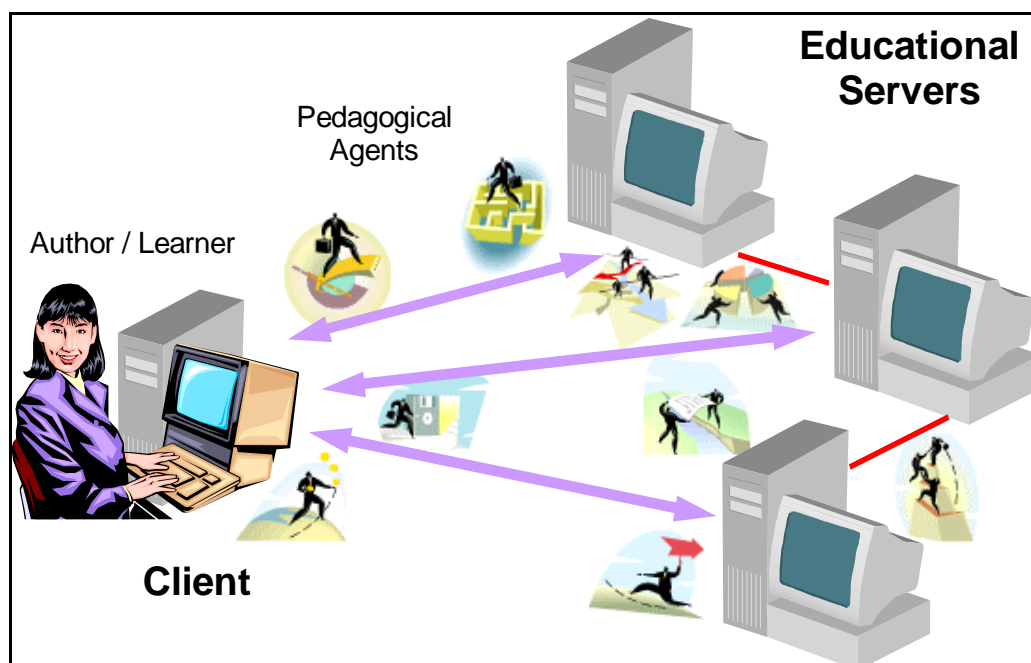 Educational
Servers
Pedagogical
Agents
Author / Learner
Client